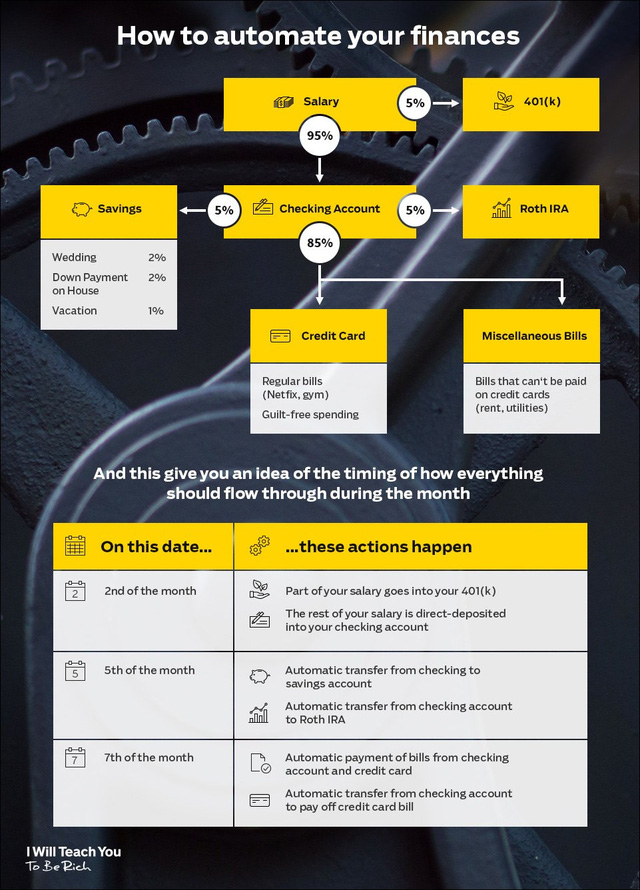 How to automate your finances
Salary
5%
401(k)
95%
Savings
5%
Checking Account
5%
Roth IRA
Wedding 2%
Down Payment 2%
on House
Vacation 1%
85%
Credit Card
Regular bills
(Netfix, gym)
Guilt-free spending
Miscellaneous Bills
Bills that can't be paid
on credit cards
(rent, utilities)
And this give you an idea of the timing of how everything
should flow through during the month
On this date...
...these actions happen
2
2nd of the month
Part of your salary goes into your 401(k)
The rest of your salary is direct-deposited
into your checking account
5
5th of the month
Automatic transfer from checking to
savings account
Automatic transfer from checking account
to Roth IRA
7
7th of the month
Automatic payment of bills from checking
account and credit card
Automatic transfer from checking account
to pay off credit card bill
I Will Teach You
To Be Rich